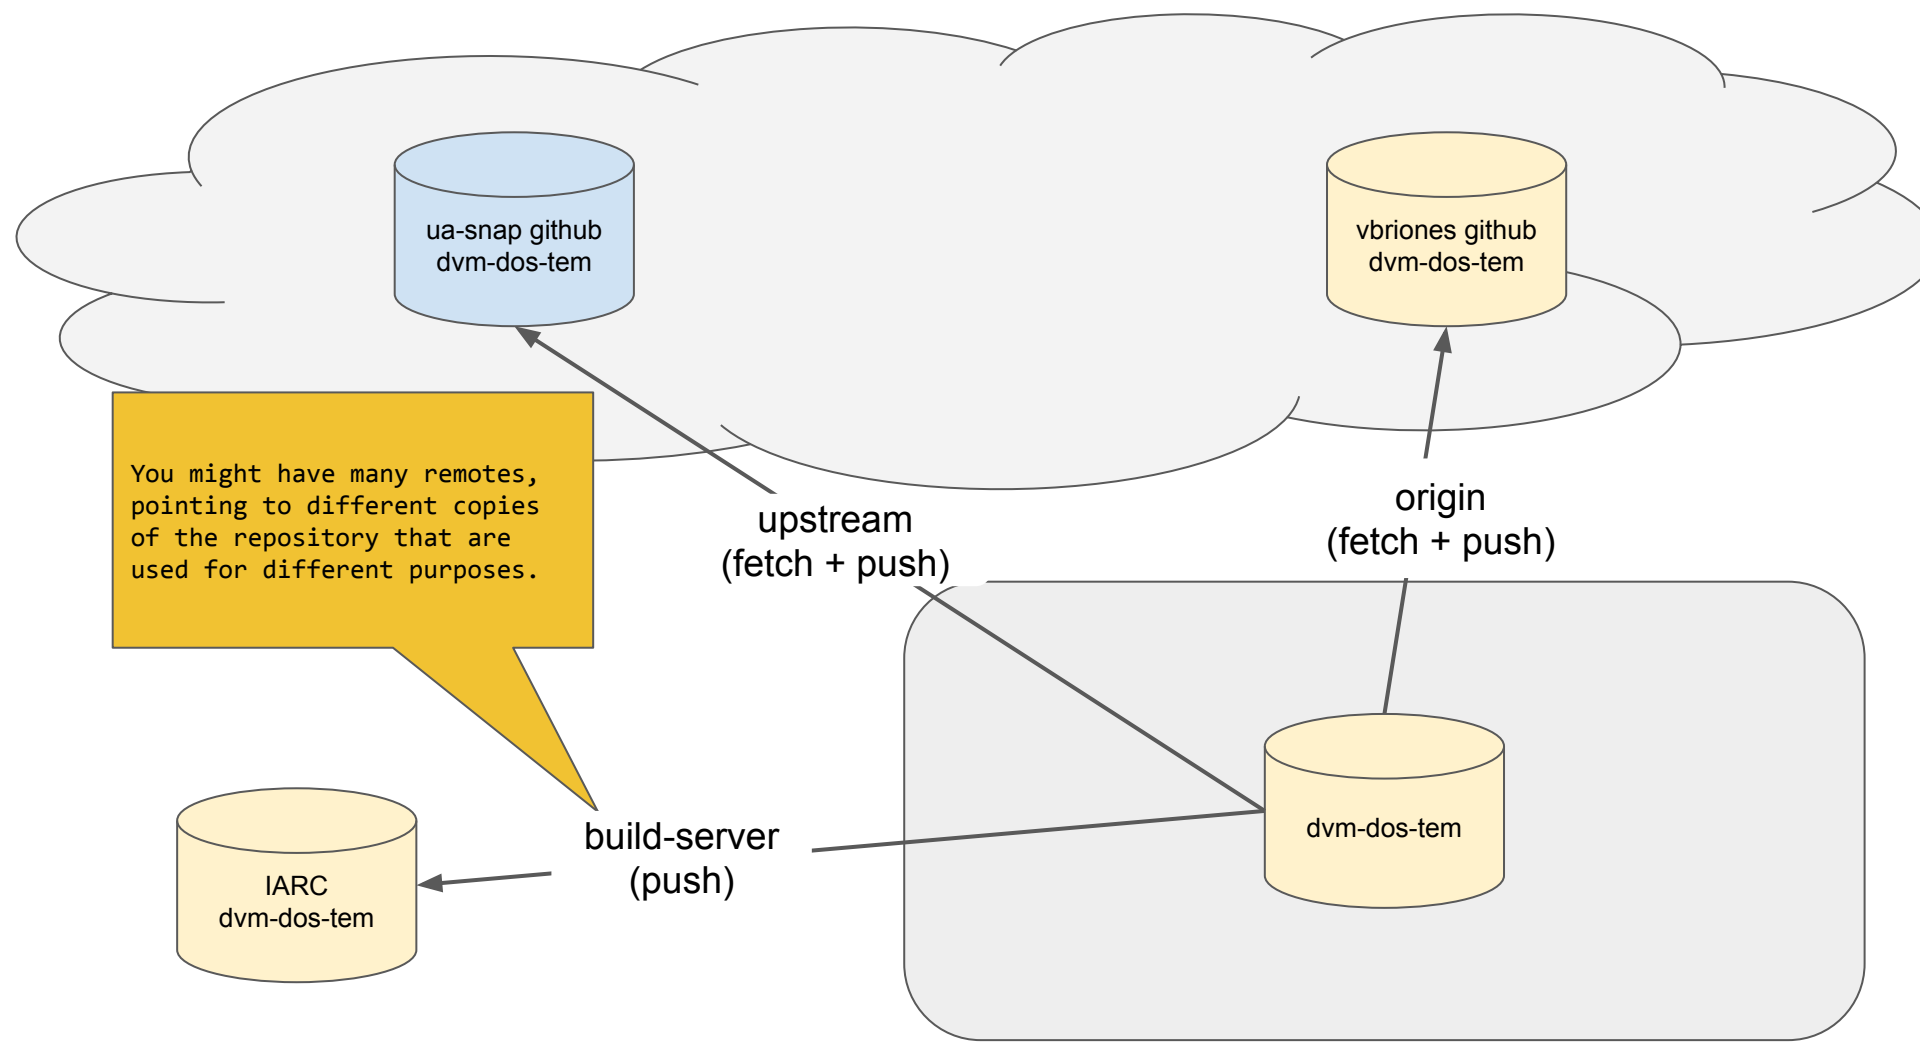 ua-snap github
dvm-dos-tem
vbriones github
dvm-dos-tem
You might have many remotes,
pointing to different copies
of the repository that are
used for different purposes.
upstream
(fetch + push)
origin
(fetch + push)
build-server
(push)
dvm-dos-tem
IARC
dvm-dos-tem